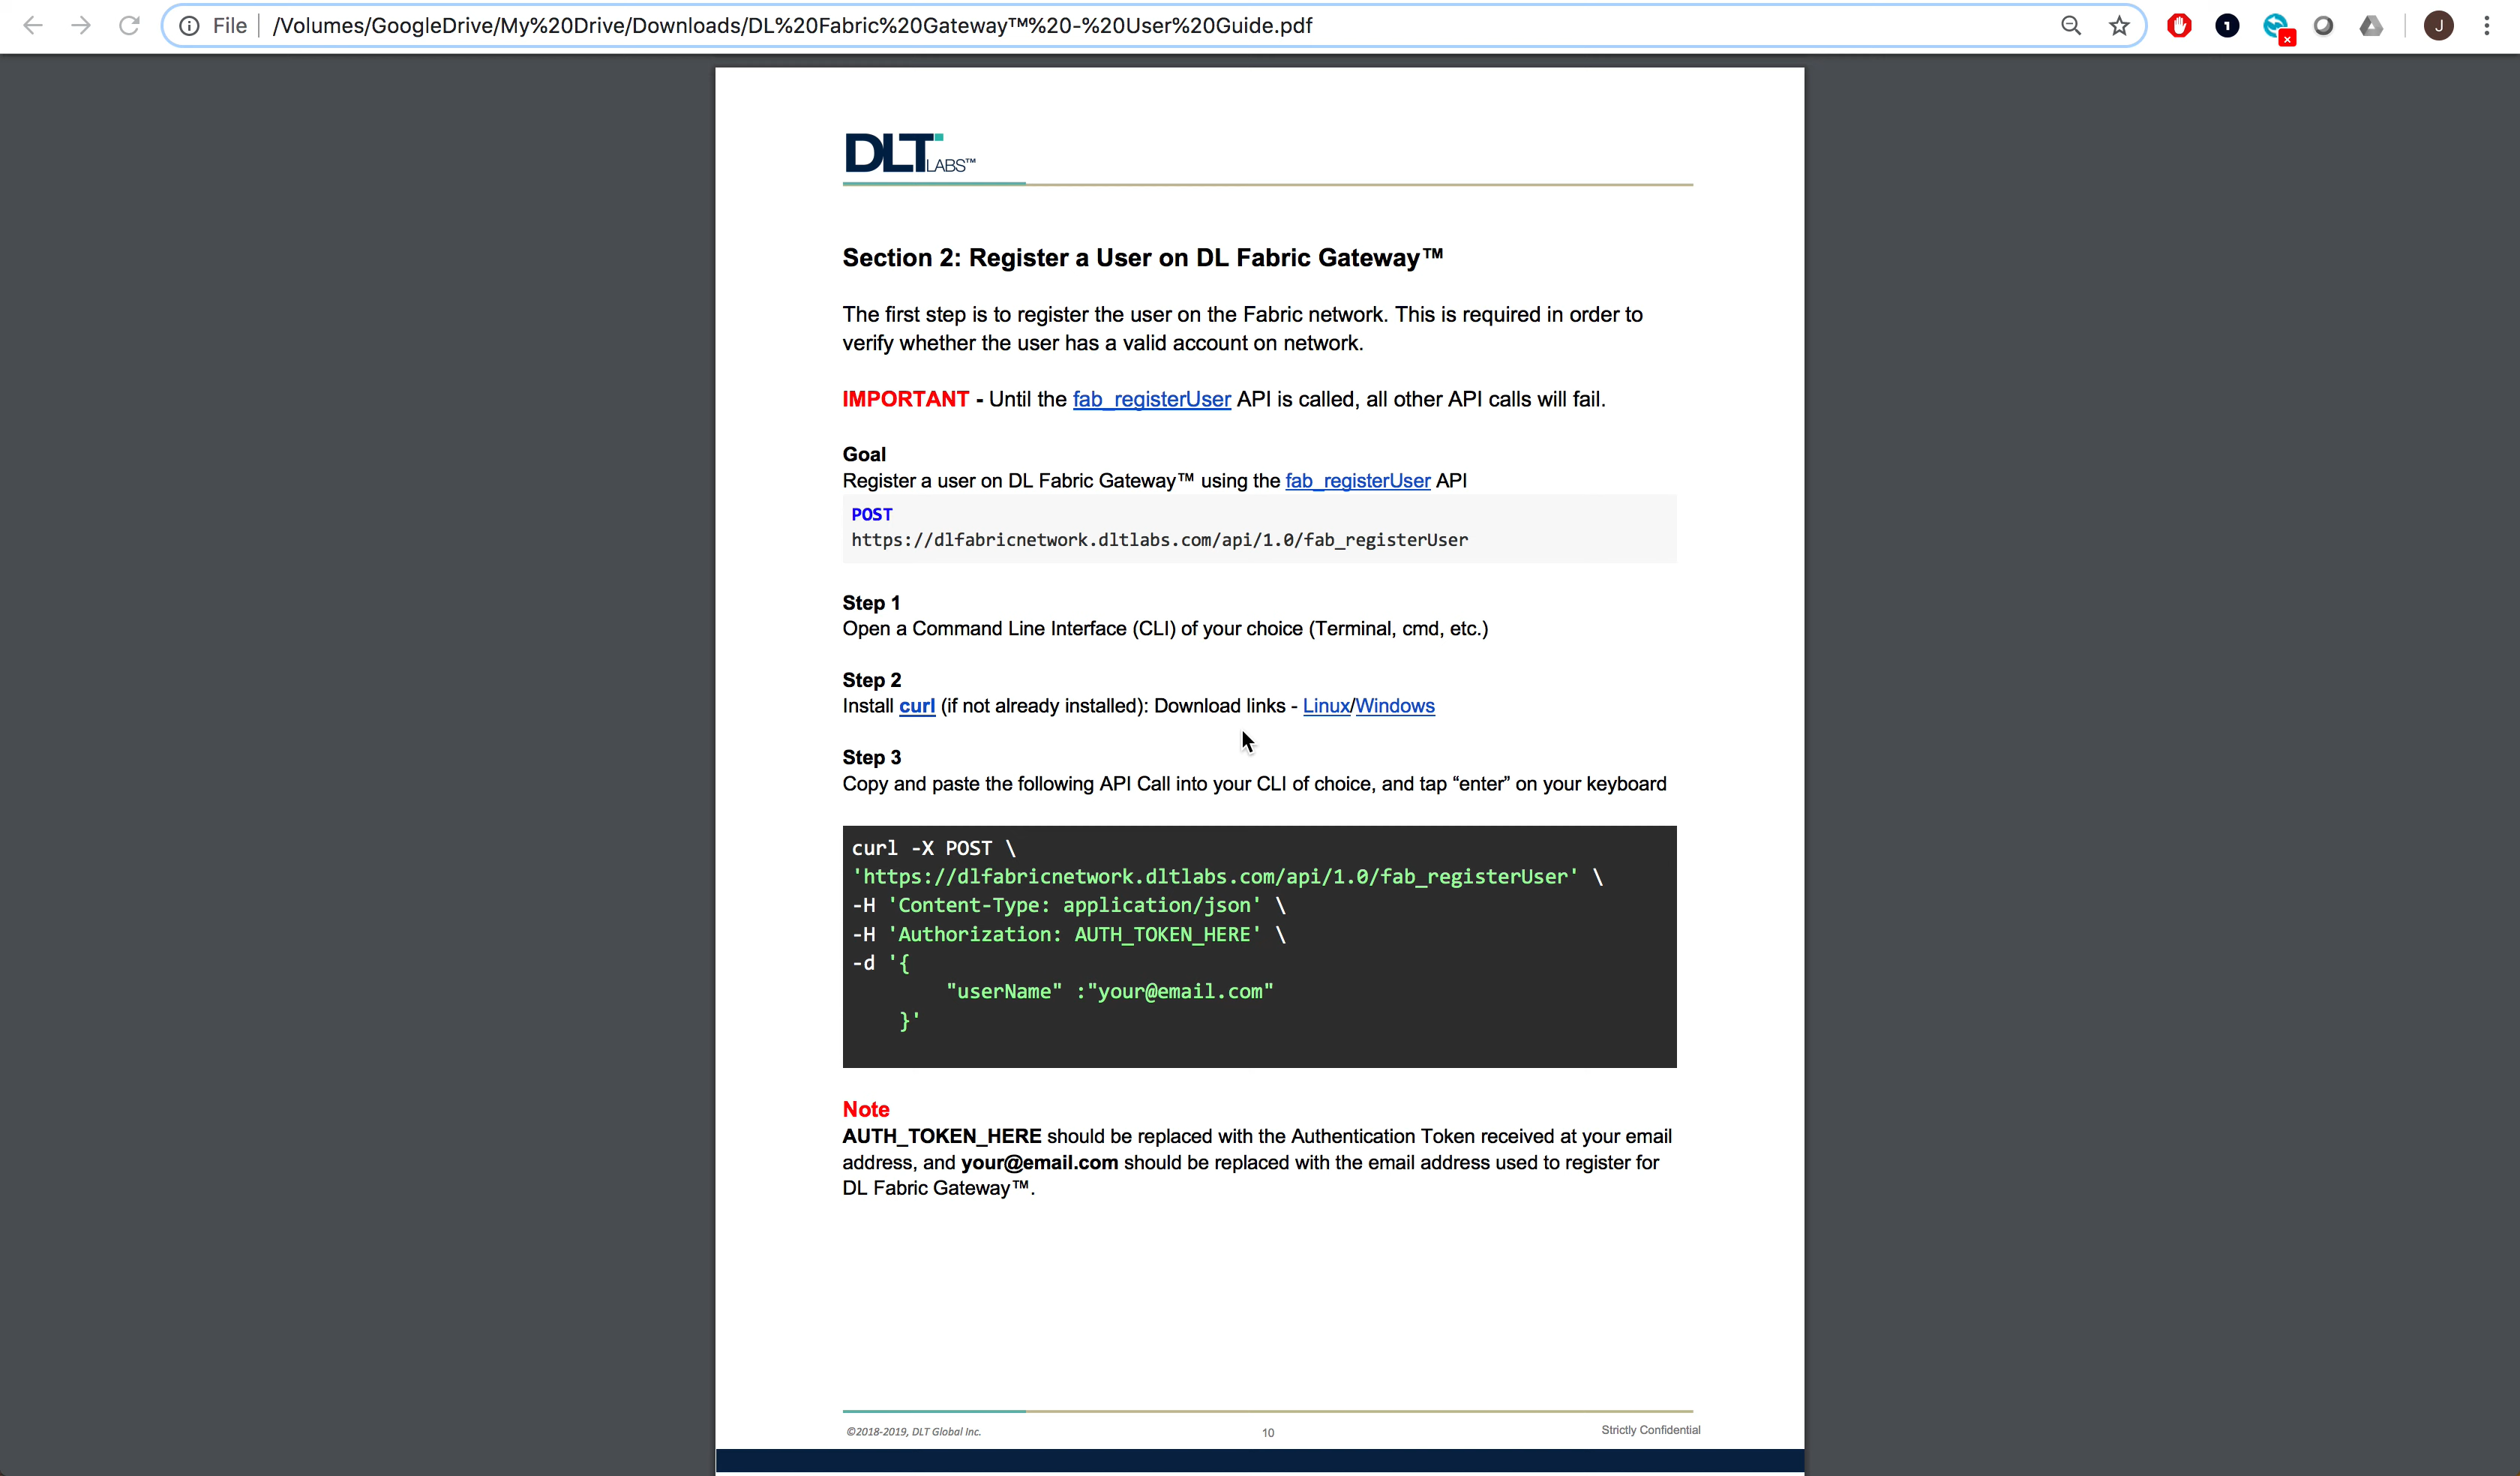 File | /Volumes/GoogleDrive/My%20Drive/Downloads/DL%20Fabric%20Gateway™%20-%20User%20Guide.pdf
1
J
DLT LABS™
Section 2: Register a User on DL Fabric Gateway™
The first step is to register the user on the Fabric network. This is required in order to
verify whether the user has a valid account on network.
IMPORTANT - Until the fab_registerUser API is called, all other API calls will fail.
Goal
Register a user on DL Fabric Gateway™ using the fab_registerUser API
POST
https://dlfabricnetwork.dltlabs.com/api/1.0/fab_registerUser
Step 1
Open a Command Line Interface (CLI) of your choice (Terminal, cmd, etc.)
Step 2
Install curl (if not already installed): Download links - Linux/Windows
Step 3
Copy and paste the following API Call into your CLI of choice, and tap “enter” on your keyboard
curl -X POST \
'https://dlfabricnetwork.dltlabs.com/api/1.0/fab_registerUser' \
-H 'Content-Type: application/json' \
-H 'Authorization: AUTH_TOKEN_HERE' \
-d '{
"userName" :"your@email.com"
}'
Note
AUTH_TOKEN_HERE should be replaced with the Authentication Token received at your email
address, and your@email.com should be replaced with the email address used to register for
DL Fabric Gateway™.
©2018-2019, DLT Global Inc.
10
Strictly Confidential